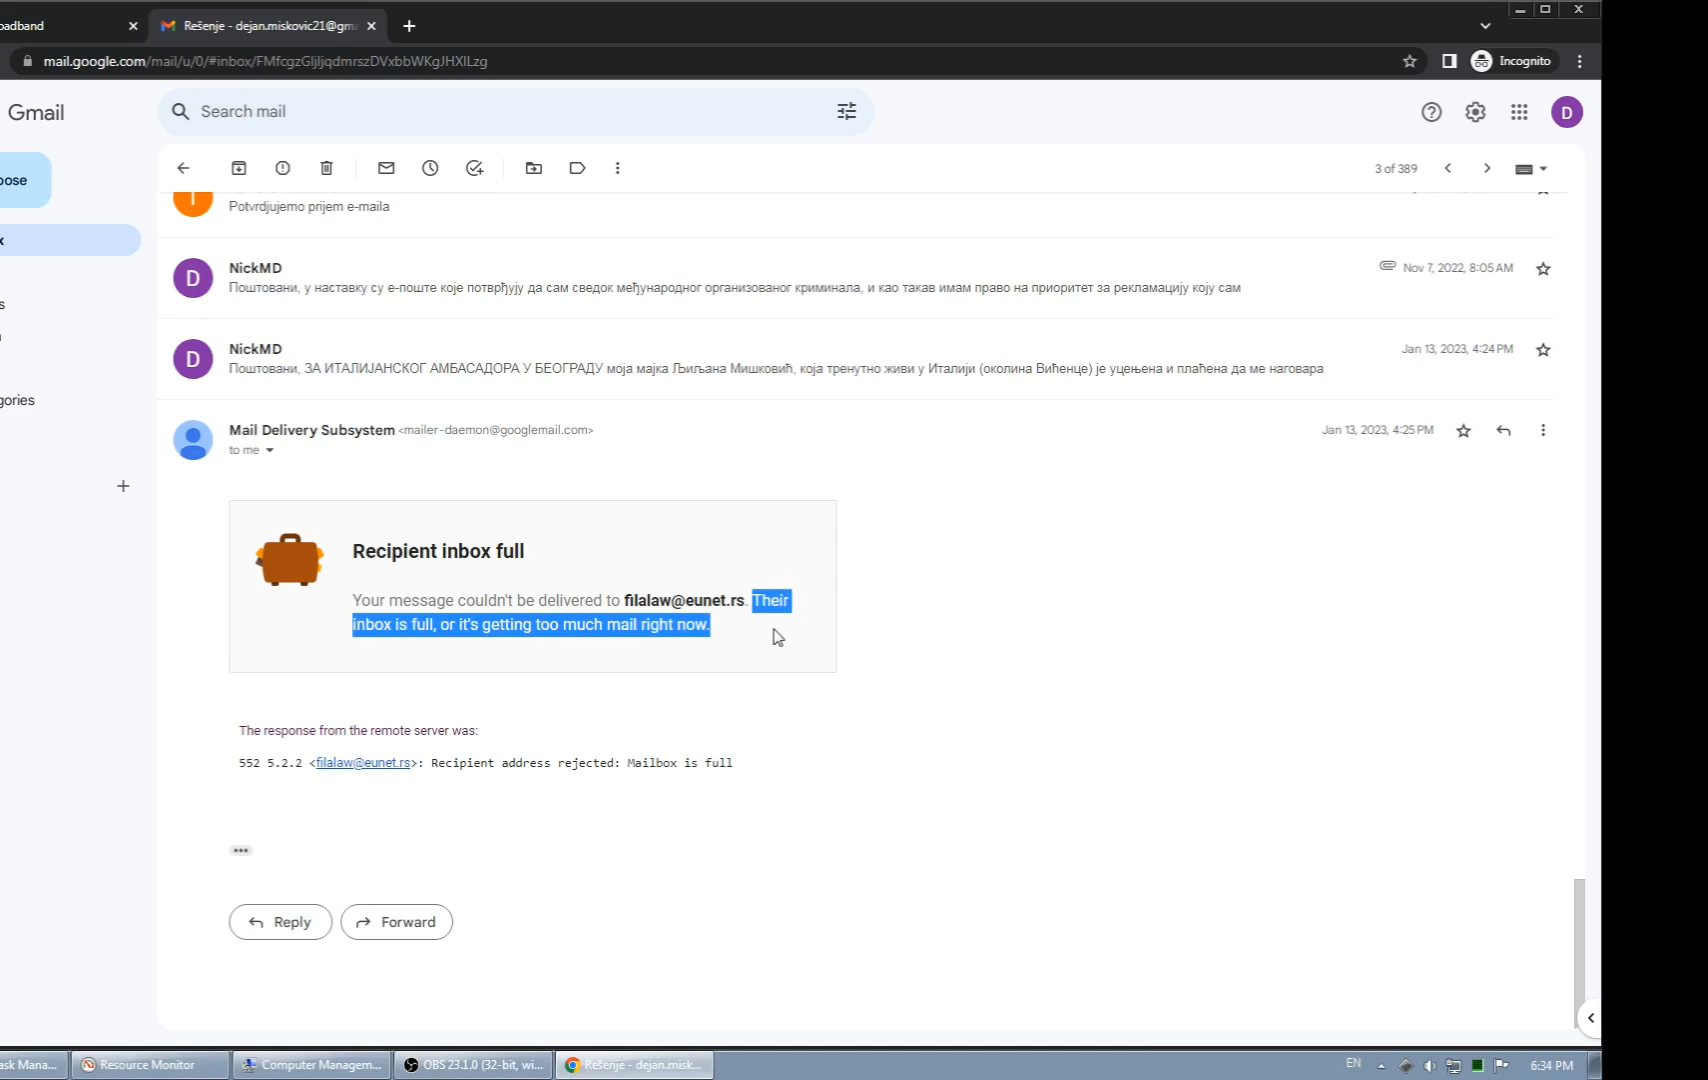 oadband
Rešenje - dejan.miskovic21@gm
mail.google.com/mail/u/0/#inbox/FMfcgzGljljqdmrszDVxbbWKgJHXlLzg
Incognito
Gmail
Search mail
D
ose
3 of 389
Potvrdjujemo prijem e-maila
D
NickMD
Nov 7, 2022, 8:05 AM
Поштовани, у наставку су е-поште које потврђују да сам сведок међународног организованог криминала, и као такав имам право на приоритет за рекламацију коју сам
D
NickMD
Jan 13, 2023, 4:24 PM
Поштовани, ЗА ИТАЛИЈАНСКОГ АМБАСАДОРА У БЕОГРАДУ моја мајка Љиљана Мишковић, која тренутно живи у Италији (околина Вићенце) је уцењена и плаћена да ме наговара
gories
Mail Delivery Subsystem <mailer-daemon@googlemail.com>
Jan 13, 2023, 4:25 PM
to me
Recipient inbox full
Your message couldn't be delivered to filalaw@eunet.rs. Their
inbox is full, or it's getting too much mail right now.
The response from the remote server was:
552 5.2.2 <filalaw@eunet.rs>: Recipient address rejected: Mailbox is full
Reply
Forward
ask Mana...
Resource Monitor
Computer Managem...
OBS 23.1.0 (32-bit, wi...
Rešenje - dejan.misk...
EN
6:34 PM